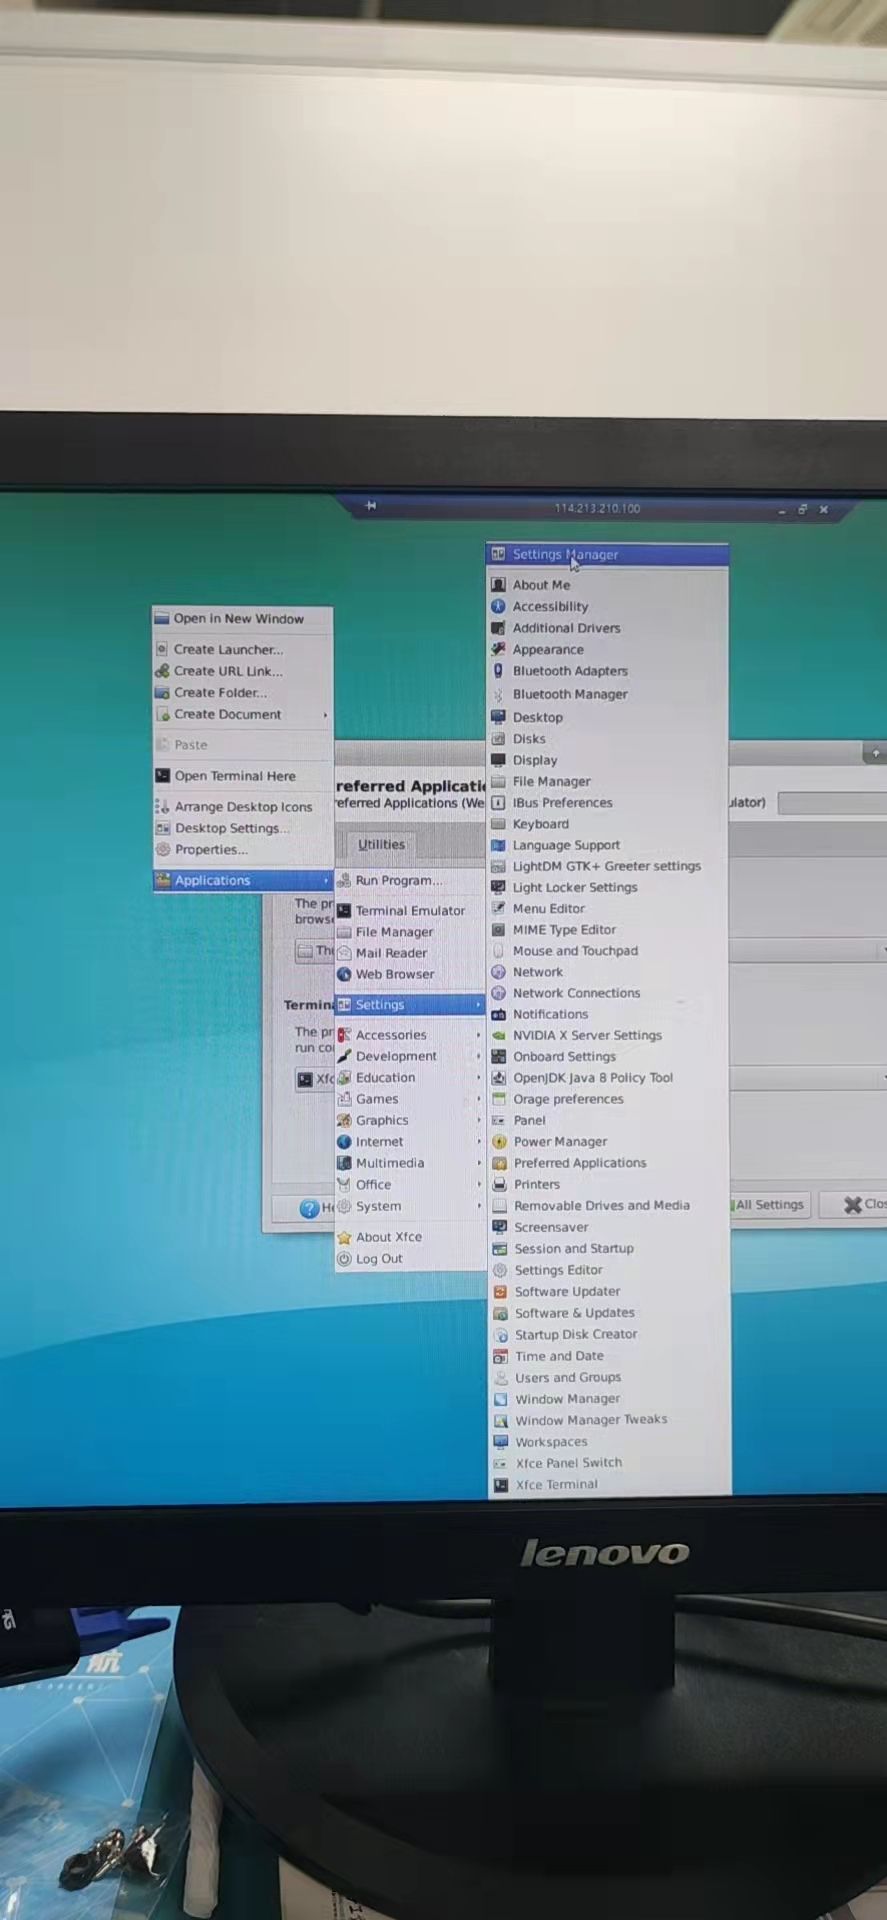 114.213.210.100
Open in New Window
Create Launcher...
Create URL Link...
Create Folder...
Create Document
Paste
Open Terminal Here
Arrange Desktop Icons
Desktop Settings...
Properties...
Applications
referred Applicati
referred Applications (We
ulator)
Utilities
The pr
brows
Th
Termin
The pr
run co
Xfc
H
All Settings
Clo
Run Program...
Terminal Emulator
File Manager
Mail Reader
Web Browser
Settings
Accessories
Development
Education
Games
Graphics
Internet
Multimedia
Office
System
About Xfce
Log Out
Settings Manager
About Me
Accessibility
Additional Drivers
Appearance
Bluetooth Adapters
Bluetooth Manager
Desktop
Disks
Display
File Manager
IBus Preferences
Keyboard
Language Support
LightDM GTK+ Greeter settings
Light Locker Settings
Menu Editor
MIME Type Editor
Mouse and Touchpad
Network
Network Connections
Notifications
NVIDIA X Server Settings
Onboard Settings
OpenJDK Java 8 Policy Tool
Orage preferences
Panel
Power Manager
Preferred Applications
Printers
Removable Drives and Media
Screensaver
Session and Startup
Settings Editor
Software Updater
Software & Updates
Startup Disk Creator
Time and Date
Users and Groups
Window Manager
Window Manager Tweaks
Workspaces
Xfce Panel Switch
Xfce Terminal
lenovo
航